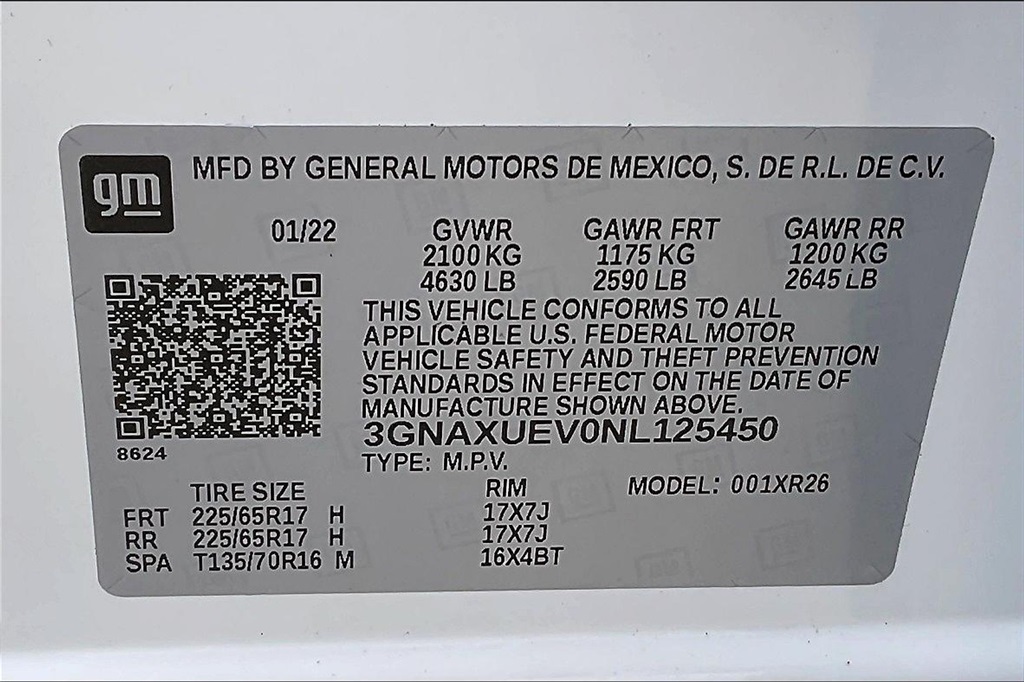 gm
MFD BY GENERAL MOTORS DE MEXICO, S. DE R.L. DE C.V.
01/22 GVWR GAWR FRT GAWR RR
2100 KG 1175 KG 1200 KG
4630 LB 2590 LB 2645 LB
THIS VEHICLE CONFORMS TO ALL
APPLICABLE U.S. FEDERAL MOTOR
VEHICLE SAFETY AND THEFT PREVENTION
STANDARDS IN EFFECT ON THE DATE OF
MANUFACTURE SHOWN ABOVE.
3GNAXUEV0NL125450
8624
TYPE: M.P.V.
TIRE SIZE RIM MODEL: 001XR26
FRT 225/65R17 H 17X7J
RR 225/65R17 H 17X7J
SPA T135/70R16 M 16X4BT